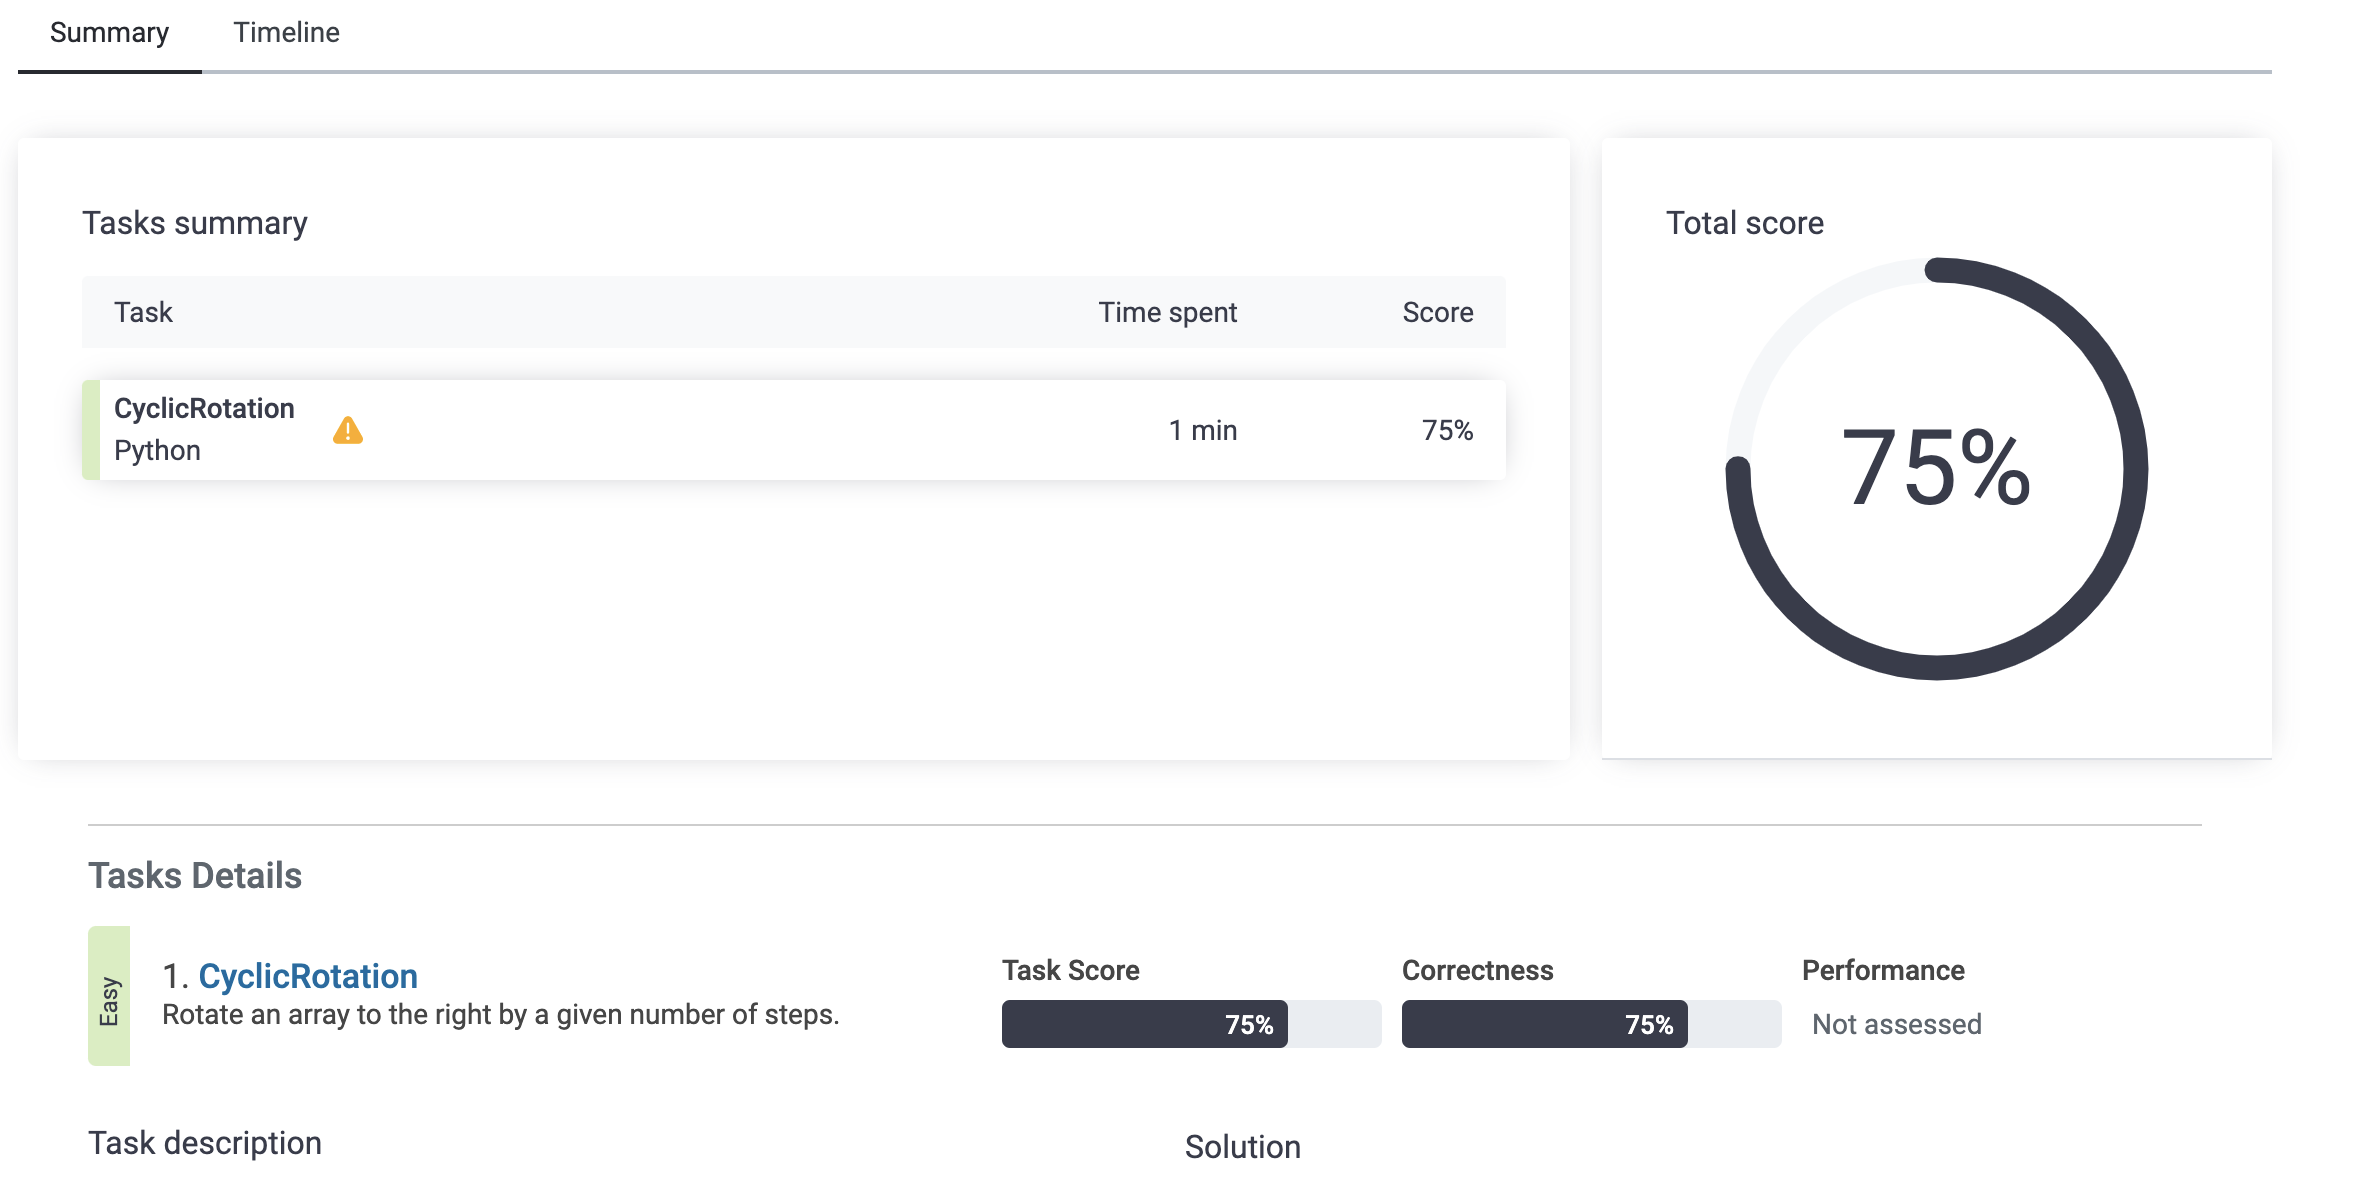 Summary Timeline
Tasks summary
Task Time spent Score
CyclicRotation
Python
1 min 75%
Total score
75%
Tasks Details
Easy
1. CyclicRotation
Rotate an array to the right by a given number of steps.
Task Score
75%
Correctness
75%
Performance
Not assessed
Task description
Solution